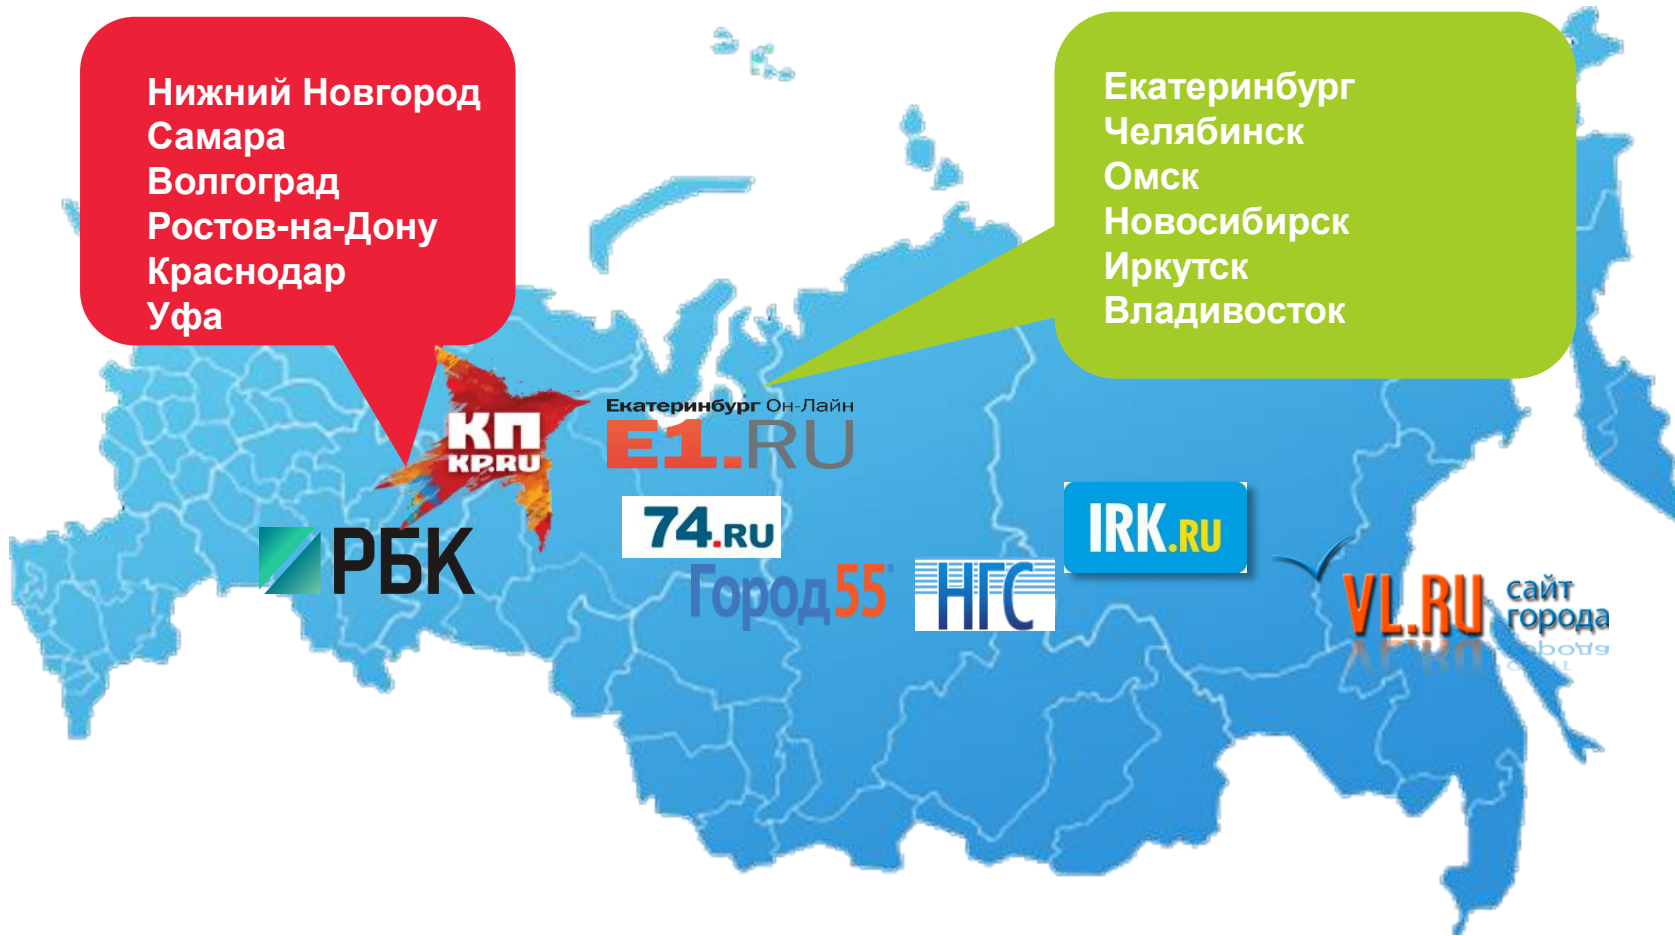 Нижний Новгород
Самара
Волгоград
Ростов-на-Дону
Краснодар
Уфа
Екатеринбург
Челябинск
Омск
Новосибирск
Иркутск
Владивосток
КП
KP.RU
Екатеринбург Он-Лайн
E1.RU
РБК
74.RU
Город55
НГС
IRK.RU
VL.RU
сайт
города